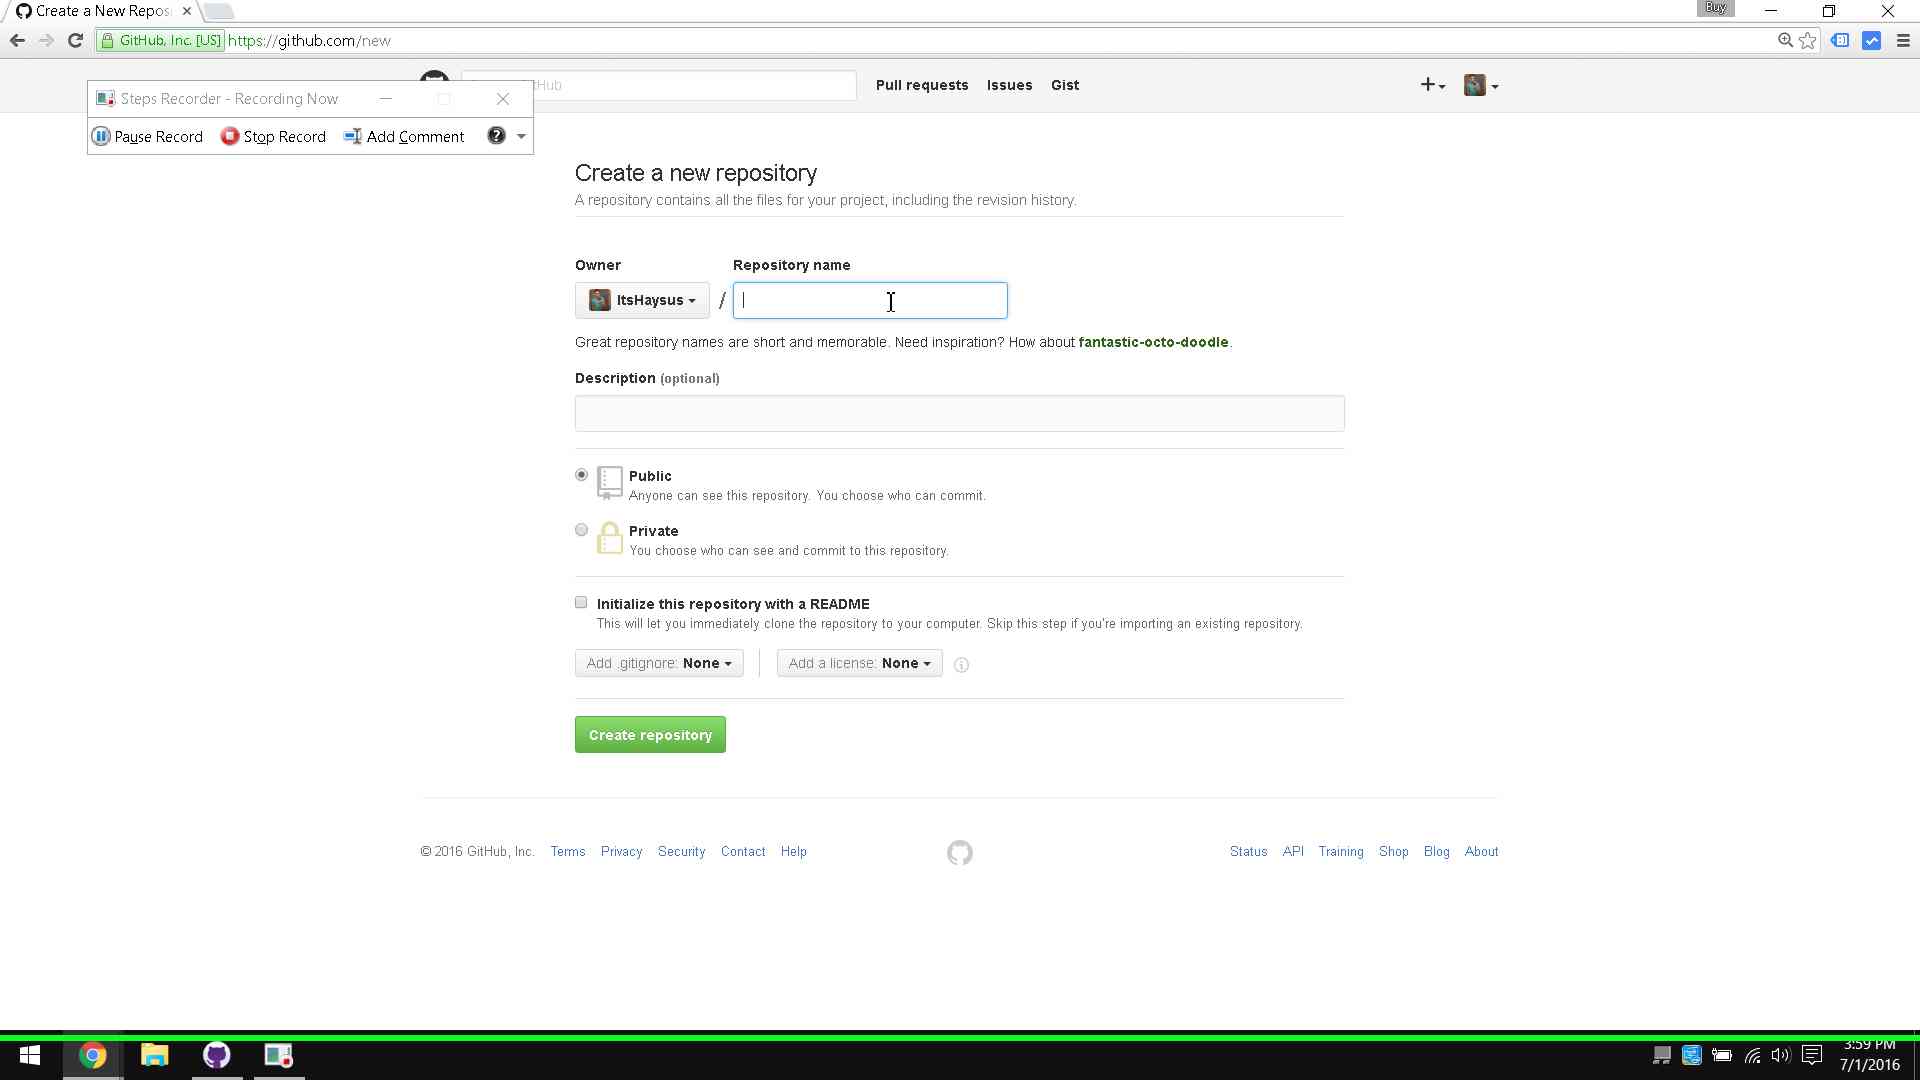 Create a New Repos
Buy
GitHub, Inc. [US] https://github.com/new
Hub
Pull requests Issues Gist
Steps Recorder - Recording Now
Pause Record Stop Record Add Comment
Create a new repository
A repository contains all the files for your project, including the revision history.
Owner Repository name
ItsHaysus /
Great repository names are short and memorable. Need inspiration? How about fantastic-octo-doodle.
Description (optional)
Public
Anyone can see this repository. You choose who can commit.
Private
You choose who can see and commit to this repository.
Initialize this repository with a README
This will let you immediately clone the repository to your computer. Skip this step if you're importing an existing repository.
Add .gitignore: None Add a license: None
Create repository
© 2016 GitHub, Inc. Terms Privacy Security Contact Help Status API Training Shop Blog About
3:59 PM
7/1/2016